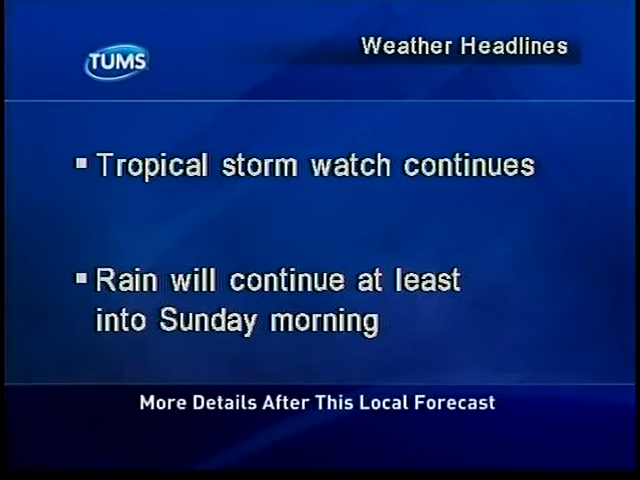 TUMS
Weather Headlines
Tropical storm watch continues
Rain will continue at least
into Sunday morning
More Details After This Local Forecast